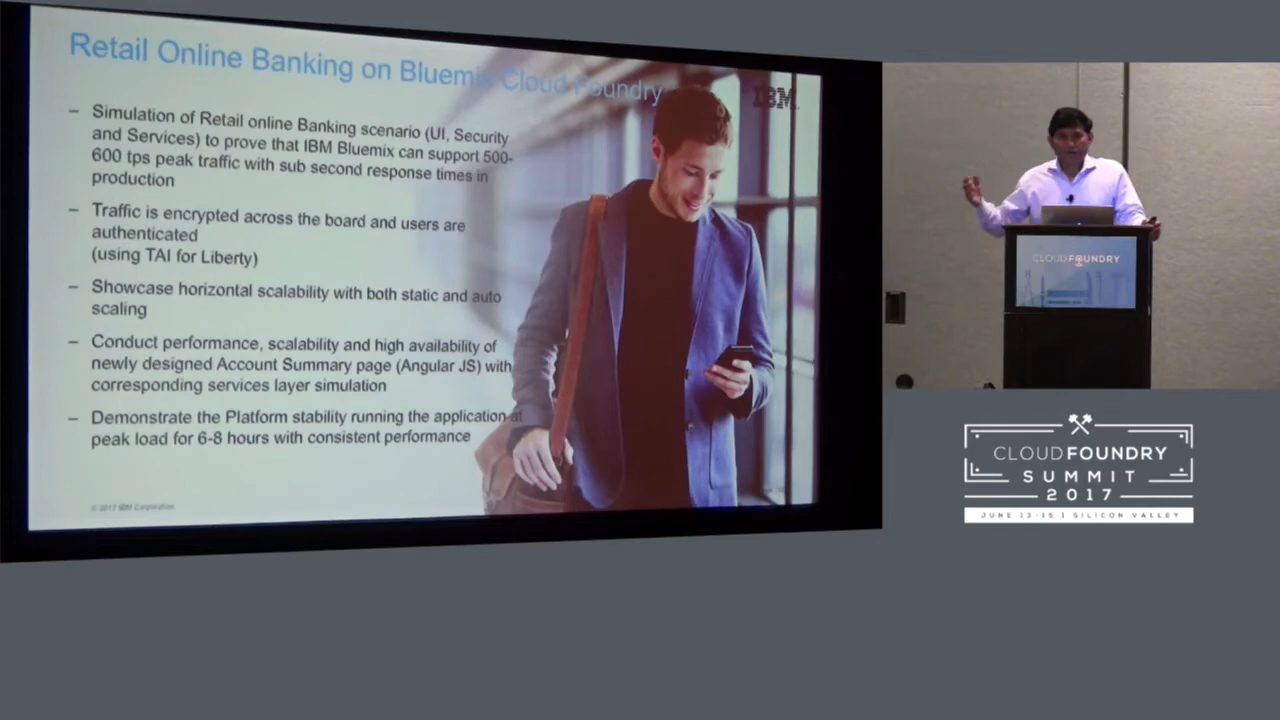 Retail Online Banking on Bluemix Cloud Foundry
IBM
– Simulation of Retail online Banking scenario (UI, Security
and Services) to prove that IBM Bluemix can support 500-
600 tps peak traffic with sub second response times in
production
– Traffic is encrypted across the board and users are
authenticated
(using TAI for Liberty)
– Showcase horizontal scalability with both static and auto
scaling
– Conduct performance, scalability and high availability of
newly designed Account Summary page (Angular JS) with
corresponding services layer simulation
– Demonstrate the Platform stability running the application at
peak load for 6-8 hours with consistent performance
© 2017 IBM Corporation
CLOUDFOUNDRY
CLOUDFOUNDRY
SUMMIT
2017
JUNE 13-15 | SILICON VALLEY